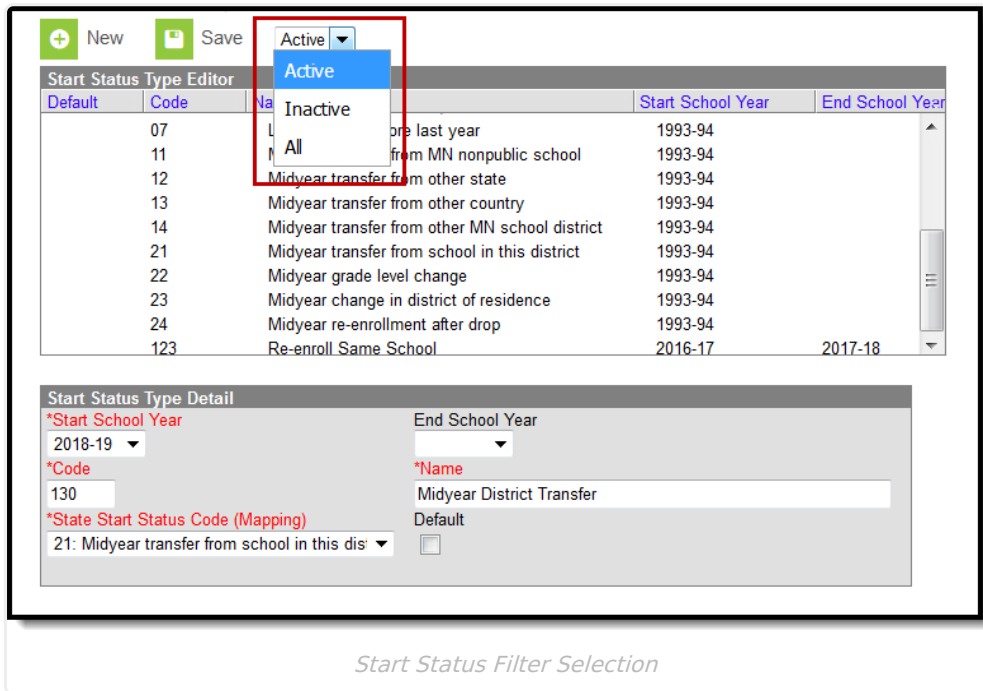 New Save Active
Active
Inactive
All
Start Status Type Editor
Default Code Na Start School Year End School Year
07 L ore last year 1993-94
11 from MN nonpublic school 1993-94
12 Midyear transfer from other state 1993-94
13 Midyear transfer from other country 1993-94
14 Midyear transfer from other MN school district 1993-94
21 Midyear transfer from school in this district 1993-94
22 Midyear grade level change 1993-94
23 Midyear change in district of residence 1993-94
24 Midyear re-enrollment after drop 1993-94
123 Re-enroll Same School 2016-17 2017-18
Start Status Type Detail
*Start School Year End School Year
2018-19
*Code *Name
130 Midyear District Transfer
*State Start Status Code (Mapping) Default
21: Midyear transfer from school in this dis
Start Status Filter Selection